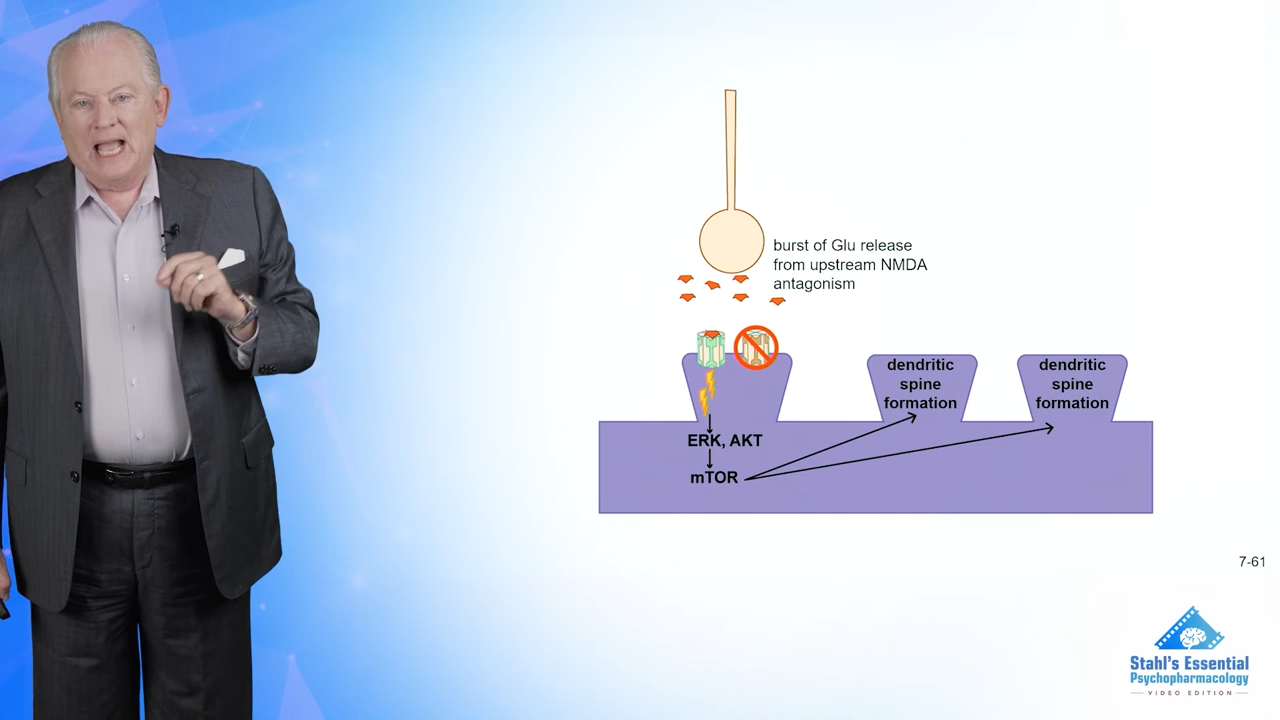 burst of Glu release
from upstream NMDA
antagonism
dendritic
spine
formation
dendritic
spine
formation
ERK, AKT
mTOR
7-61
Stahl's Essential
Psychopharmacology
VIDEO EDITION